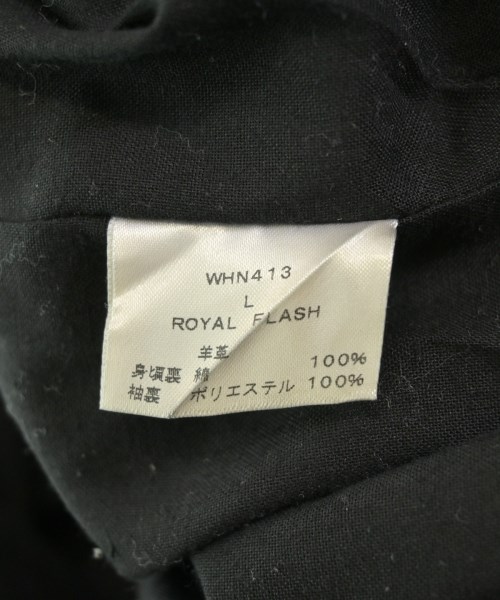 WHN413
L
ROYAL FLASH
羊革
身頃裏 綿 100%
袖裏 ポリエステル 100%